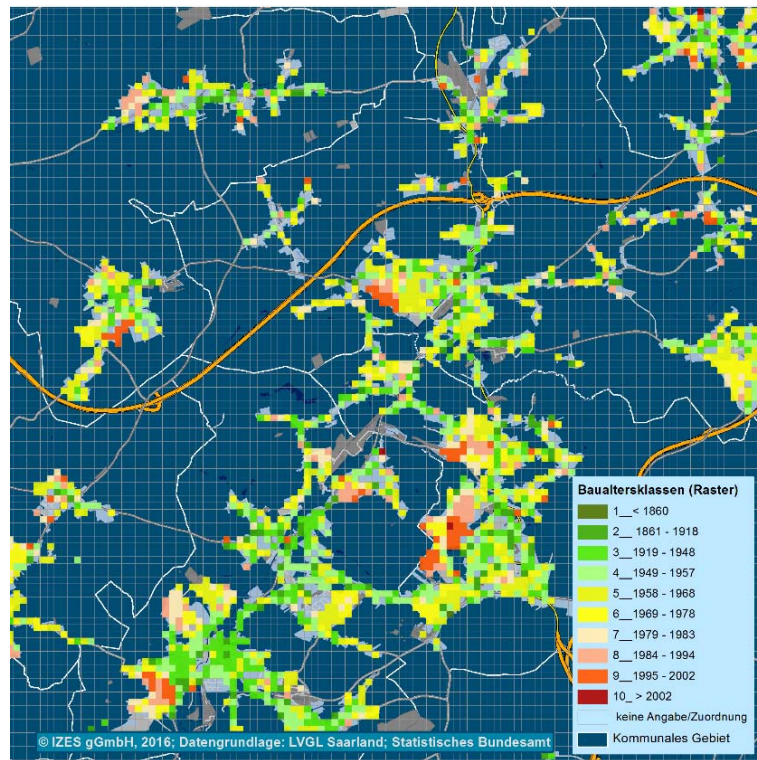 Baualtersklassen (Raster)
1__< 1860
2__ 1861 - 1918
3__1919 - 1948
4__1949 - 1957
5__1958 - 1968
6__1969 - 1978
7__1979 - 1983
8__1984 - 1994
9__1995 - 2002
10_ > 2002
keine Angabe/Zuordnung
Kommunales Gebiet
© IZES gGmbH, 2016; Datengrundlage: LVGL Saarland; Statistisches Bundesamt